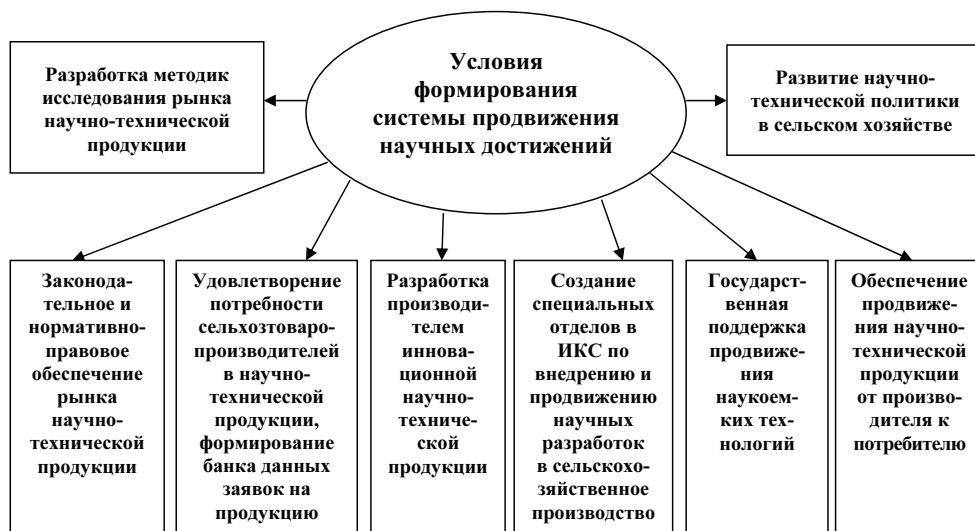 Условия
формирования
системы продвижения
научных достижений
Разработка методик
исследования рынка
научно-технической
продукции
Развитие научно-
технической политики
в сельском хозяйстве
Законода-
тельное и
нормативно-
правовое
обеспечение
рынка
научно-
технической
продукции
Удовлетворение
потребности
сельхозтоваро-
производителей
в научно-
технической
продукции,
формирование
банка данных
заявок на
продукцию
Разработка
производи-
телем
иннова-
ционной
научно-
техниче-
ской
продукции
Создание
специальных
отделов в
ИКС по
внедрению и
продвижению
научных
разработок
в сельскохо-
зяйственное
производство
Государст-
венная
поддержка
продвиже-
ния
наукоем-
ких тех-
нологий
Обеспечение
продвиже-
ния научно-
технической
продукции
от произво-
дителя к
потребителю